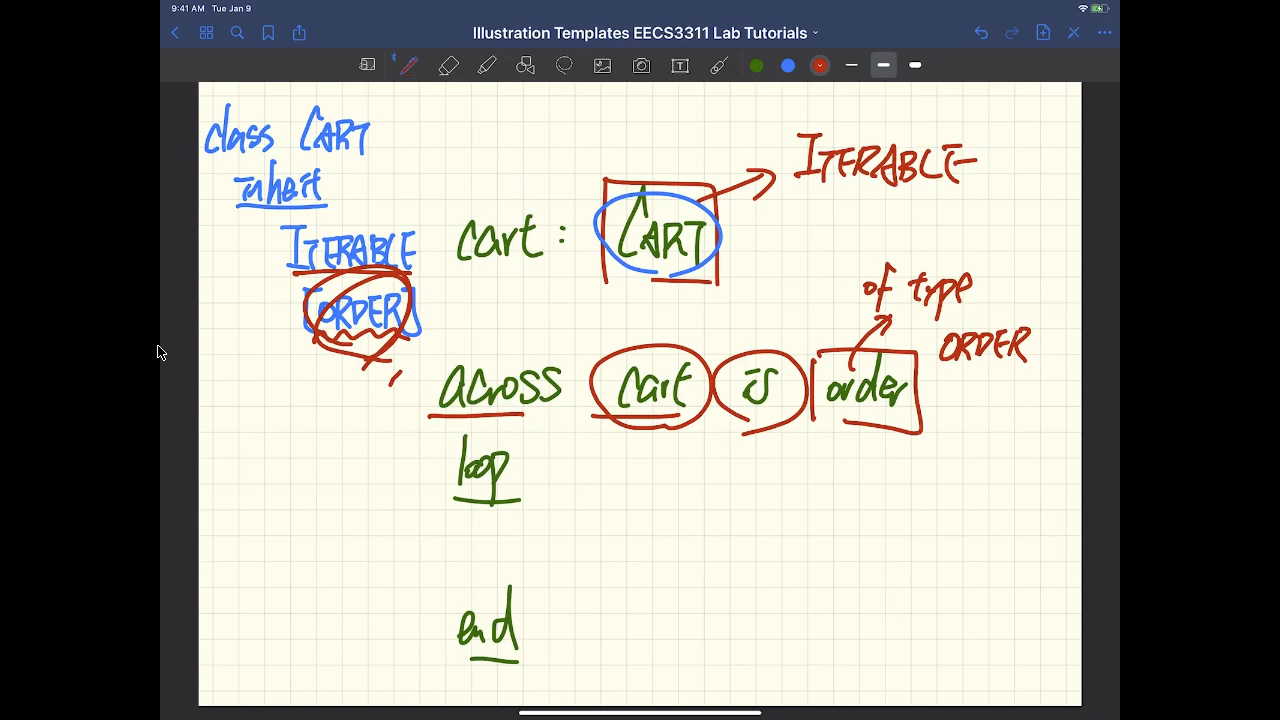 9:41 AM Tue Jan 9
Illustration Templates EECS3311 Lab Tutorials
class CART
inherit
ITERABLE
[ORDER]
cart : CART
ITERABLE
of type
ORDER
across cart is order
loop
end